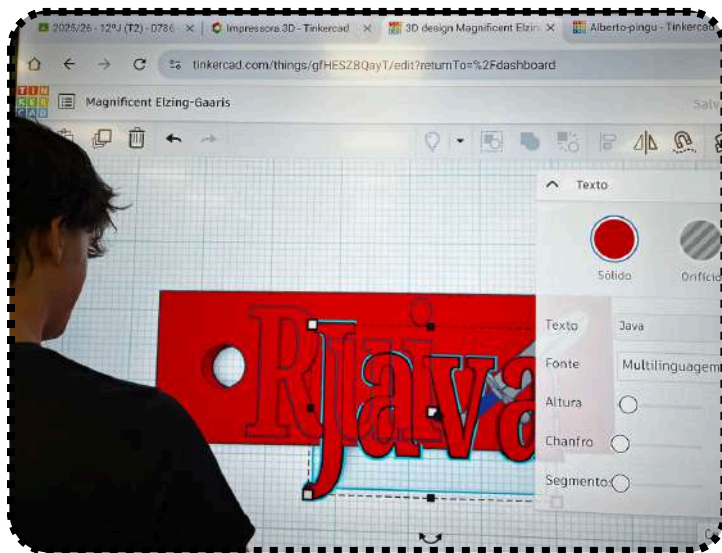 2025/26 - 12ºJ (T2) - 0786
Impressora 3D - Tinkercad
3D design Magnificent Elzin
Alberto-pingu - Tinkercad
tinkercad.com/things/gfHESZ8QayT/edit?returnTo=%2Fdashboard
TIN
KER
CAD
Magnificent Elzing-Gaaris
Salv
Texto
Sólido
Orifício
Texto
Java
Fonte
Multilinguagem
Altura
Chanfro
Segmentos
Java